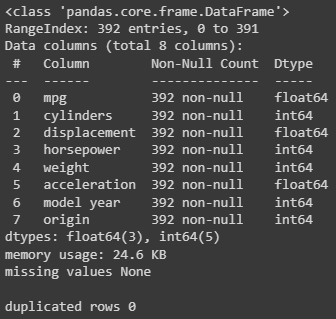 <class 'pandas.core.frame.DataFrame'>
RangeIndex: 392 entries, 0 to 391
Data columns (total 8 columns):
 #   Column        Non-Null Count  Dtype
---  ------        --------------  -----
 0   mpg           392 non-null    float64
 1   cylinders     392 non-null    int64
 2   displacement  392 non-null    float64
 3   horsepower    392 non-null    int64
 4   weight        392 non-null    int64
 5   acceleration  392 non-null    float64
 6   model year    392 non-null    int64
 7   origin        392 non-null    int64
dtypes: float64(3), int64(5)
memory usage: 24.6 KB
missing values None
duplicated rows 0